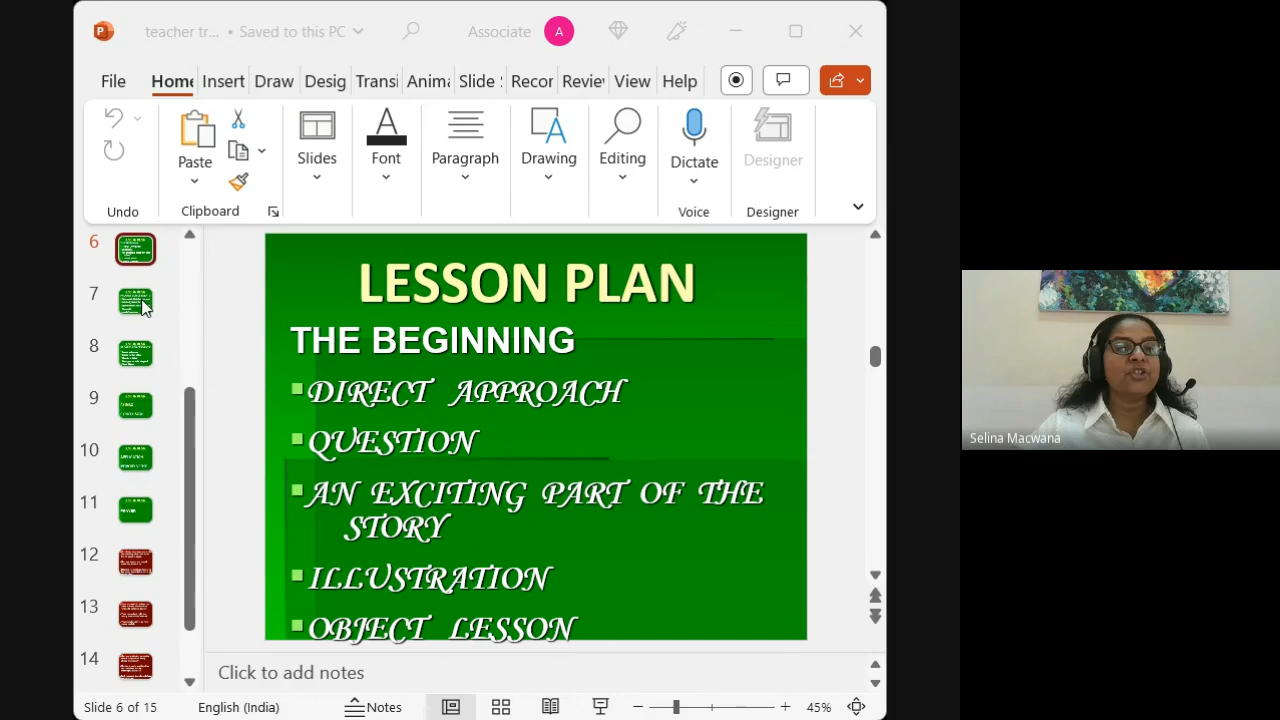 teacher tr... • Saved to this PC
Associate
A
File Home Insert Draw Desig Transi Anima Slide Recor Review View Help
Paste
Slides
Font
Paragraph
Drawing
Editing
Dictate
Designer
Undo
Clipboard
Voice
Designer
6
7
8
9
10
11
12
13
14
LESSON PLAN
THE BEGINNING
DIRECT APPROACH
QUESTION
AN EXCITING PART OF THE
STORY
ILLUSTRATION
OBJECT LESSON
Click to add notes
Slide 6 of 15 English (India) Notes 45%
Selina Macwana